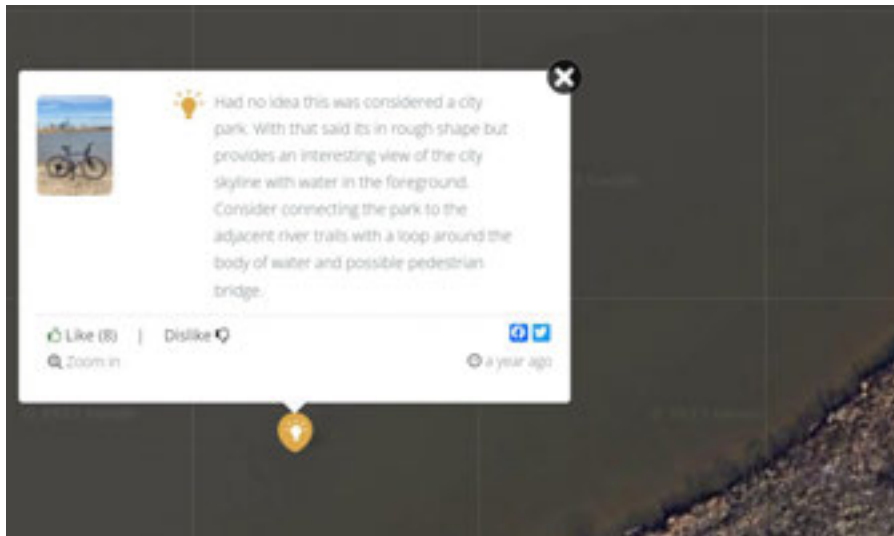 Had no idea this was considered a city
park. With that said its in rough shape but
provides an interesting view of the city
skyline with water in the foreground.
Consider connecting the park to the
adjacent river trails with a loop around the
body of water and possible pedestrian
bridge.
Like (8) | Dislike
Zoom in
a year ago